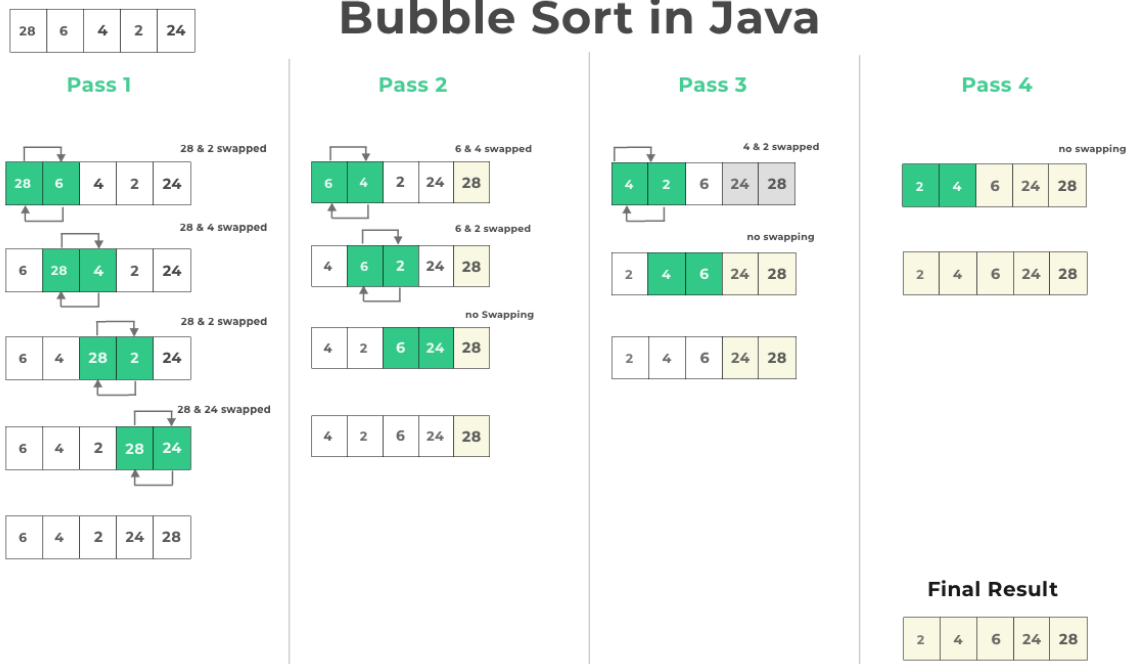 Bubble Sort in Java
28 6 4 2 24
Pass 1
28 & 2 swapped
28 6 4 2 24
28 & 4 swapped
6 28 4 2 24
28 & 2 swapped
6 4 28 2 24
28 & 24 swapped
6 4 2 28 24
6 4 2 24 28
Pass 2
6 & 4 swapped
6 4 2 24 28
6 & 2 swapped
4 6 2 24 28
no Swapping
4 2 6 24 28
4 2 6 24 28
Pass 3
4 & 2 swapped
4 2 6 24 28
no swapping
2 4 6 24 28
2 4 6 24 28
Pass 4
no swapping
2 4 6 24 28
2 4 6 24 28
Final Result
2 4 6 24 28